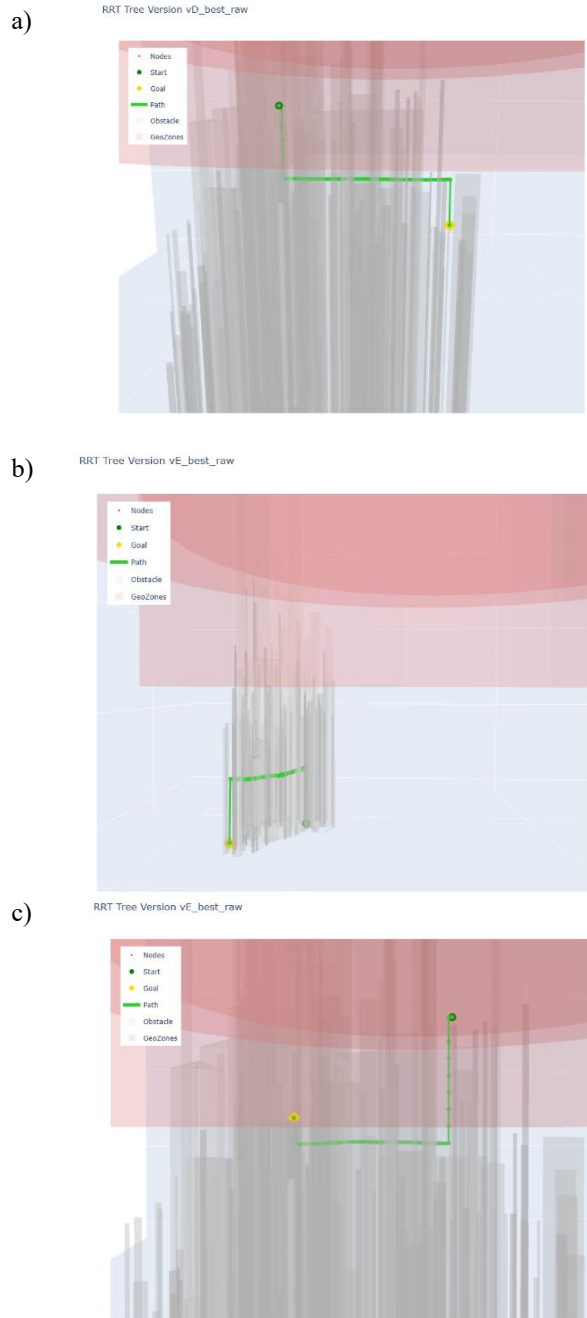 a)
RRT Tree Version vD_best_raw
Nodes
Start
Goal
Path
Obstacle
GeoZones
b)
RRT Tree Version vE_best_raw
Nodes
Start
Goal
Path
Obstacle
GeoZones
c)
RRT Tree Version vE_best_raw
Nodes
Start
Goal
Path
Obstacle
GeoZones